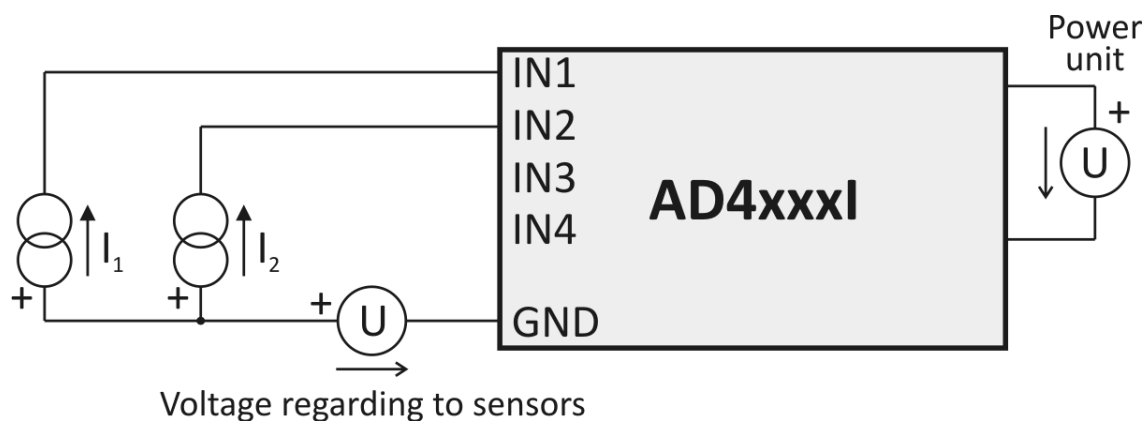 Power
unit
IN1
IN2
IN3
IN4
GND
AD4xxxI
+
U
I1
I2
+
+
+
U
Voltage regarding to sensors